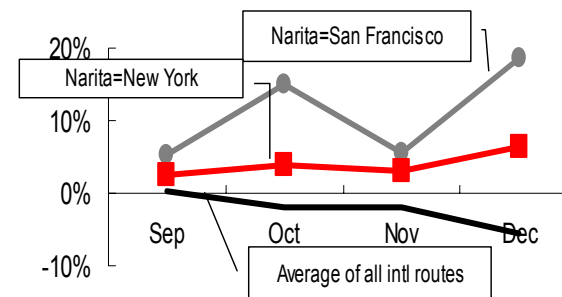 20%
Narita=San Francisco
Narita=New York
10%
0%
Sep Oct Nov Dec
-10%
Average of all intl routes